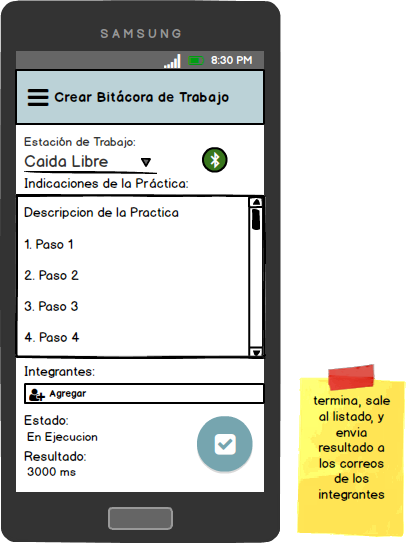 SAMSUNG
8:30 PM
Crear Bitácora de Trabajo
Estación de Trabajo:
Caida Libre
Indicaciones de la Práctica:
Descripcion de la Practica
1. Paso 1
2. Paso 2
3. Paso 3
4. Paso 4
Integrantes:
Agregar
Estado:
En Ejecucion
Resultado:
3000 ms
termina, sale
al listado, y
envia
resultado a
los correos
de los
integrantes